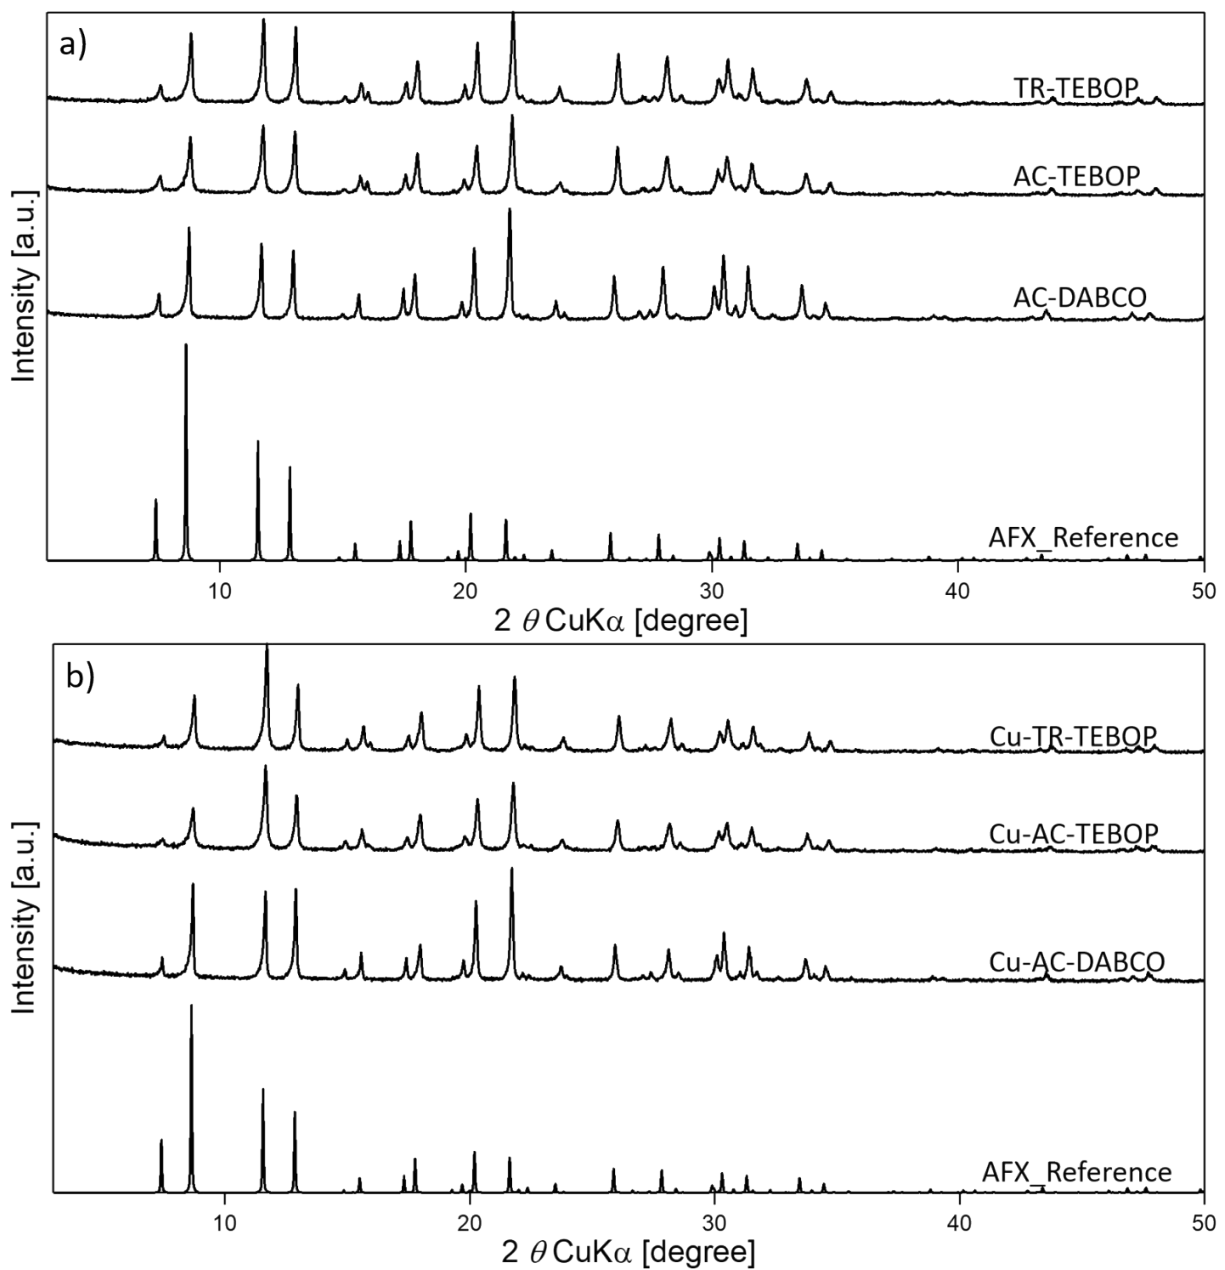 a)
TR-TEBOP
AC-TEBOP
AC-DABCO
AFX_Reference
Intensity [a.u.]
10 20 30 40 50
2 θ CuKα [degree]
b)
Cu-TR-TEBOP
Cu-AC-TEBOP
Cu-AC-DABCO
AFX_Reference
Intensity [a.u.]
10 20 30 40 50
2 θ CuKα [degree]